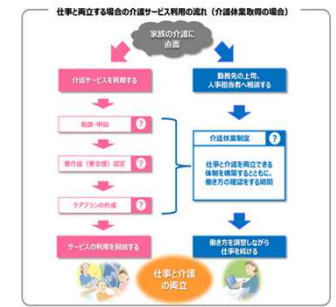 仕事と両立する場合の介護サービス利用の流れ（介護休業取得の場合）
家族の介護に
直面
介護サービスを利用する
勤務先の上司、
人事担当者へ相談する
相談・申請
?
介護休業制度
?
要介護（要支援）認定
?
仕事と介護を両立できる
体制を構築するとともに、
働き方の確認をする期間
ケアプランの作成
?
サービスの利用を開始する
働き方を調整しながら
仕事を続ける
仕事と介護
の両立